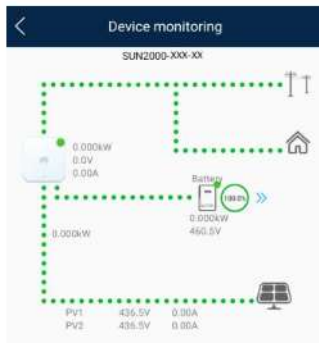 Device monitoring
SUN2000-XXX-XX
0.000kW
0.0V
0.00A
Battery
100.0%
0.000kW
460.5V
0.000kW
PV1 436.5V 0.00A
PV2 436.5V 0.00A